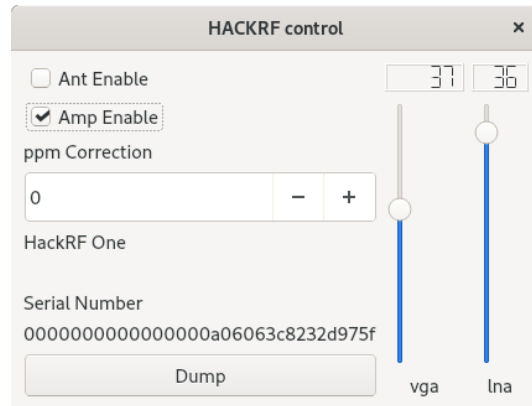 HACKRF control
Ant Enable
37 36
Amp Enable
ppm Correction
0
HackRF One
Serial Number
0000000000000000a06063c8232d975f
Dump
vga lna